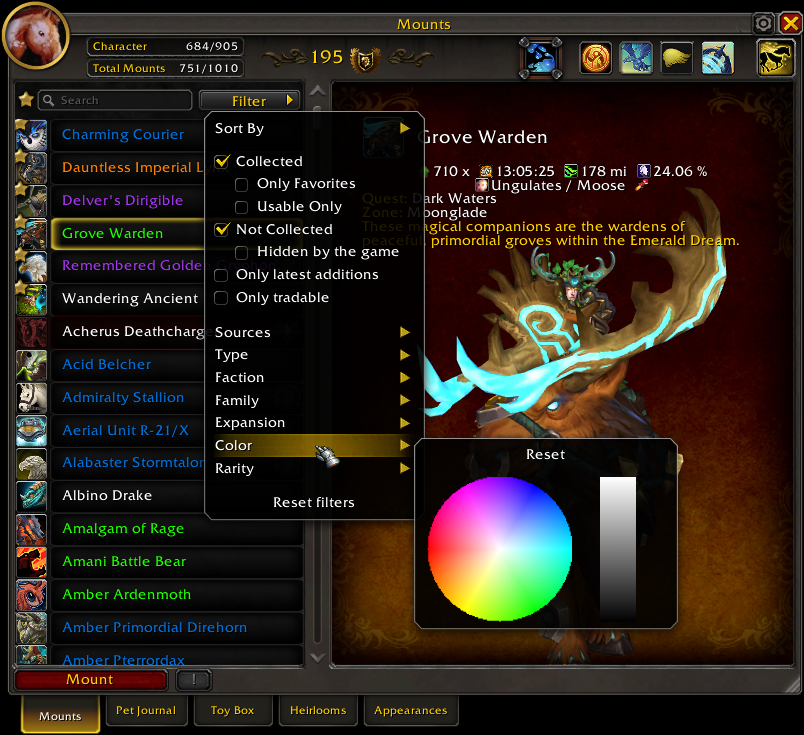 Mounts
Character 684/905
Total Mounts 751/1010
195
Search
Filter
Charming Courier
Dauntless Imperial L
Delver's Dirigible
Grove Warden
Remembered Golde
Wandering Ancient
Acherus Deathcharg
Acid Belcher
Admiralty Stallion
Aerial Unit R-21/X
Alabaster Stormtalon
Albino Drake
Amalgam of Rage
Amani Battle Bear
Amber Ardenmoth
Amber Primordial Direhorn
Amber Pterrordax
Sort By
Collected
Only Favorites
Usable Only
Not Collected
Hidden by the game
Only latest additions
Only tradable
Sources
Type
Faction
Family
Expansion
Color
Rarity
Reset filters
Grove Warden
710 x 13:05:25 178 mi 24.06 %
Ungulates / Moose
Quest: Dark Waters
Zone: Moonglade
These magical companions are the wardens of
peaceful, primordial groves within the Emerald Dream.
Reset
Mount
!
Mounts
Pet Journal
Toy Box
Heirlooms
Appearances